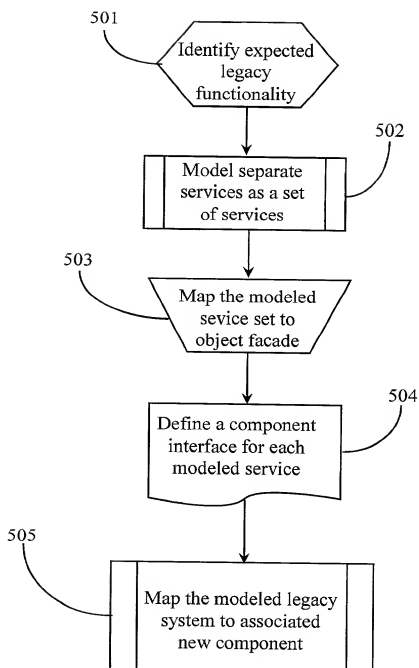 501
Identify expected
legacy
functionality
502
Model separate
services as a set
of services
503
Map the modeled
sevice set to
object facade
504
Define a component
interface for each
modeled service
505
Map the modeled legacy
system to associated
new component